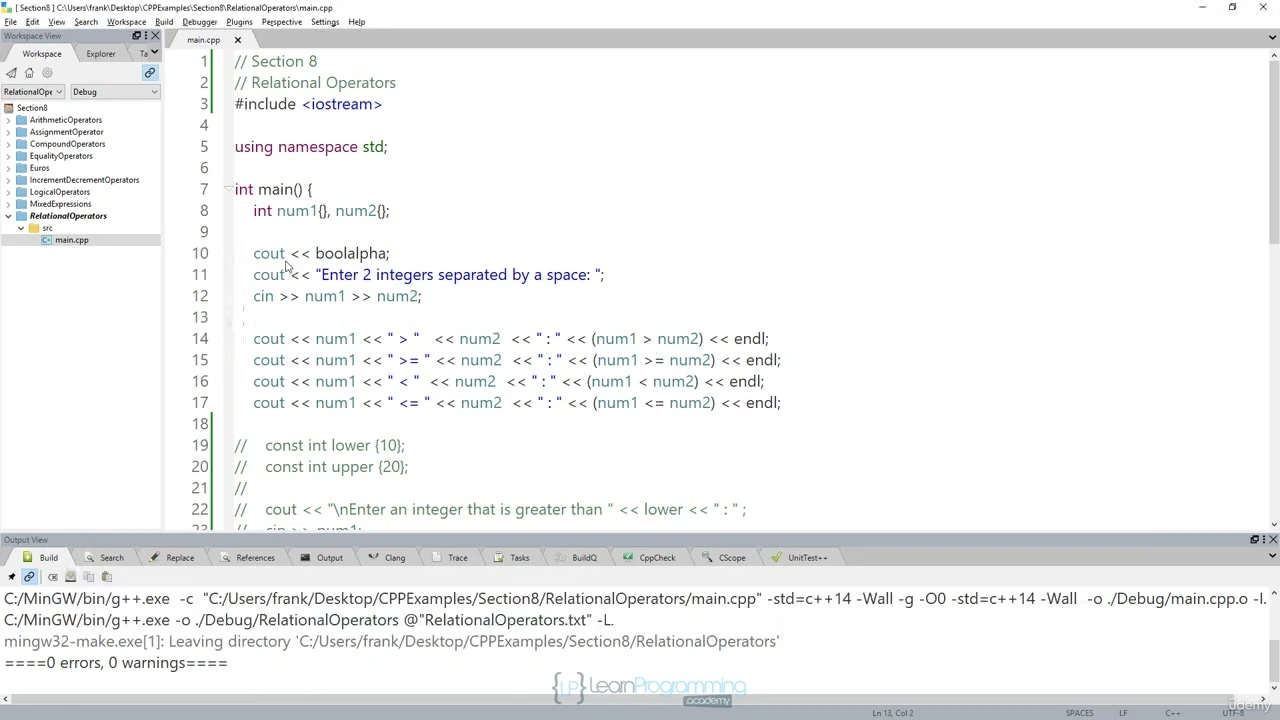 [ Section8 ] C:\Users\frank\Desktop\CPPExamples\Section8\RelationalOperators\main.cpp
File Edit View Search Workspace Build Debugger Plugins Perspective Settings Help
Workspace View
main.cpp
Workspace Explorer Ta
RelationalOpe Debug
Section8
ArithmeticOperators
AssignmentOperator
CompoundOperators
EqualityOperators
Euros
IncrementDecrementOperators
LogicalOperators
MixedExpressions
RelationalOperators
src
main.cpp
1 // Section 8
2 // Relational Operators
3 #include <iostream>
4
5 using namespace std;
6
7 int main() {
8 int num1{}, num2{};
9
10 cout << boolalpha;
11 cout << "Enter 2 integers separated by a space: ";
12 cin >> num1 >> num2;
13
14 cout << num1 << " > " << num2 << " : " << (num1 > num2) << endl;
15 cout << num1 << " >= " << num2 << " : " << (num1 >= num2) << endl;
16 cout << num1 << " < " << num2 << " : " << (num1 < num2) << endl;
17 cout << num1 << " <= " << num2 << " : " << (num1 <= num2) << endl;
18
19 // const int lower {10};
20 // const int upper {20};
21 //
22 // cout << "\nEnter an integer that is greater than " << lower << " : " ;
23 // cin >> num1;
Output View
Build Search Replace References Output Clang Trace Tasks BuildQ CppCheck CScope UnitTest++
C:/MinGW/bin/g++.exe -c "C:/Users/frank/Desktop/CPPExamples/Section8/RelationalOperators/main.cpp" -std=c++14 -Wall -g -O0 -std=c++14 -Wall -o ./Debug/main.cpp.o -I.
C:/MinGW/bin/g++.exe -o ./Debug/RelationalOperators @"RelationalOperators.txt" -L.
mingw32-make.exe[1]: Leaving directory 'C:/Users/frank/Desktop/CPPExamples/Section8/RelationalOperators'
====0 errors, 0 warnings====
{LP} LearnProgramming
.academy
Ln 13, Col 2 SPACES LF C++ UTF-8
udemy